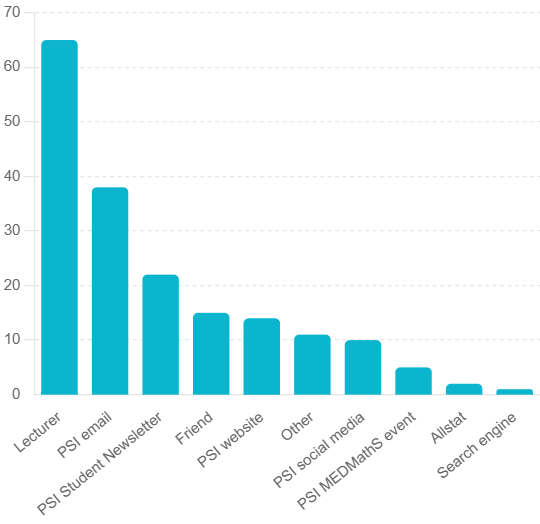 70
60
50
40
30
20
10
0
Lecturer
PSI email
PSI Student Newsletter
Friend
PSI website
Other
PSI social media
PSI MEDMathS event
Allstat
Search engine